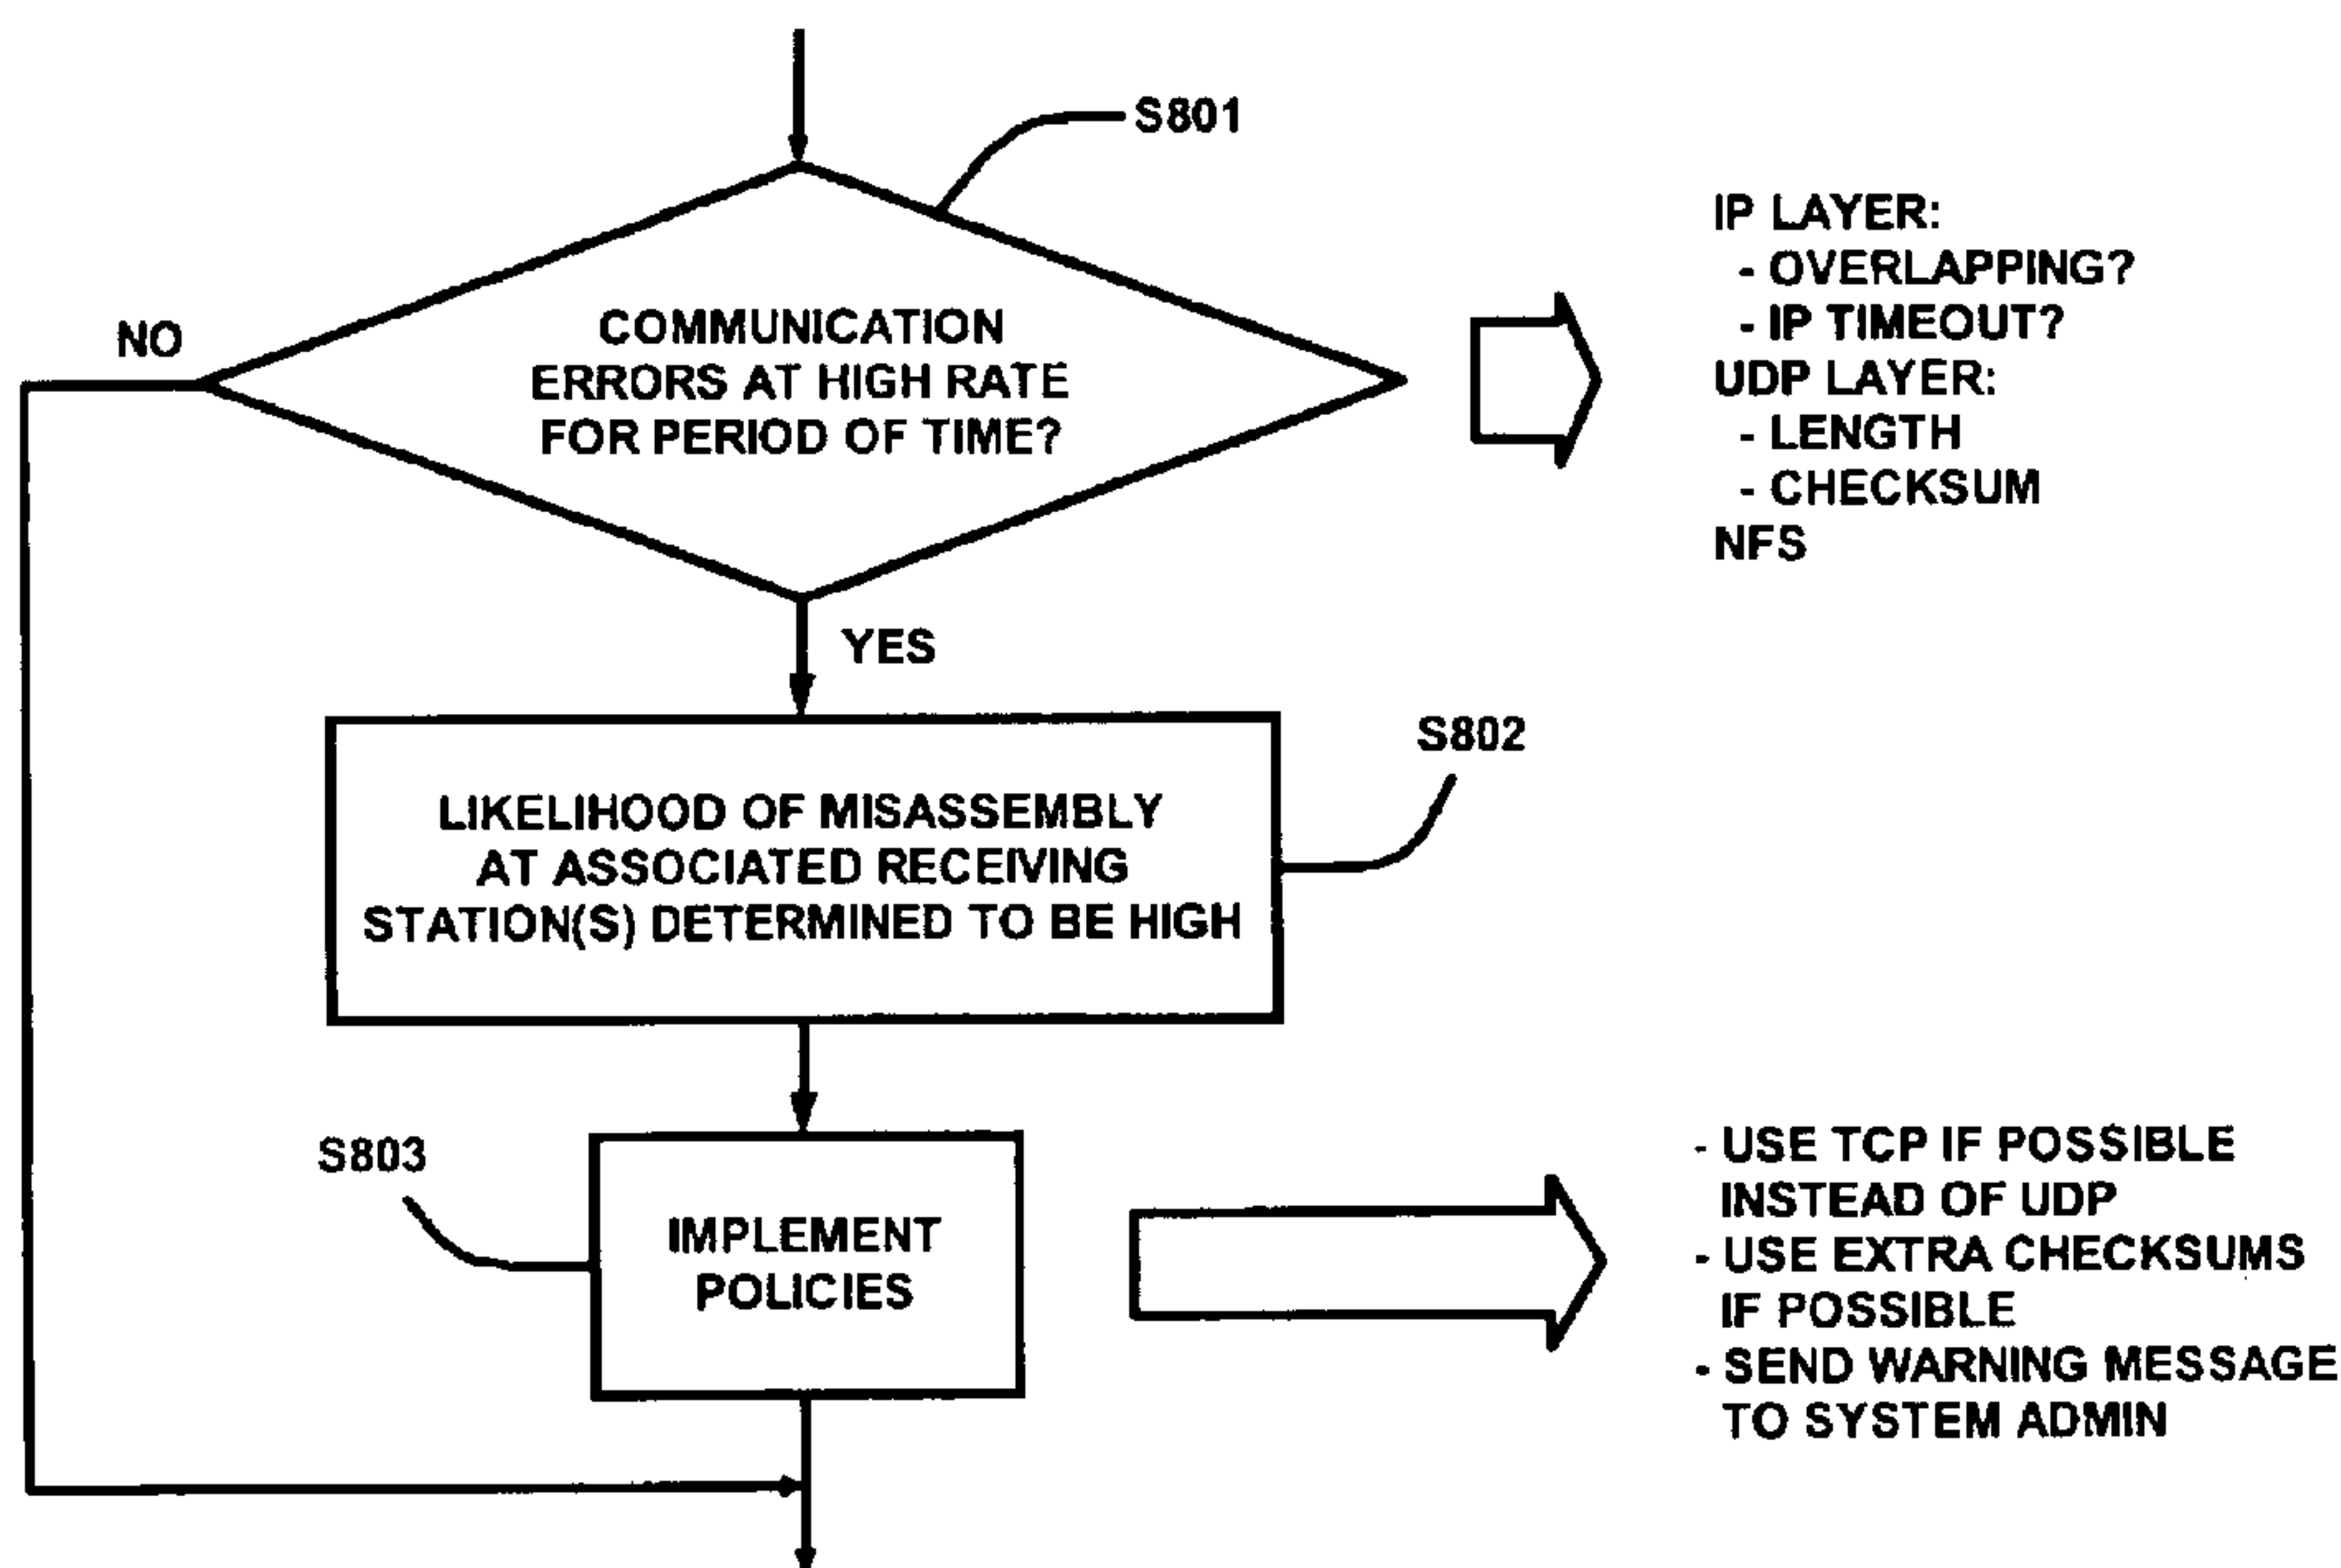 S801
IP LAYER:
- OVERLAPPING?
- IP TIMEOUT?
UDP LAYER:
- LENGTH
- CHECKSUM
NFS
NO
COMMUNICATION
ERRORS AT HIGH RATE
FOR PERIOD OF TIME?
YES
S802
LIKELIHOOD OF MISASSEMBLY
AT ASSOCIATED RECEIVING
STATION(S) DETERMINED TO BE HIGH
S803
IMPLEMENT
POLICIES
- USE TCP IF POSSIBLE
INSTEAD OF UDP
- USE EXTRA CHECKSUMS
IF POSSIBLE
- SEND WARNING MESSAGE
TO SYSTEM ADMIN